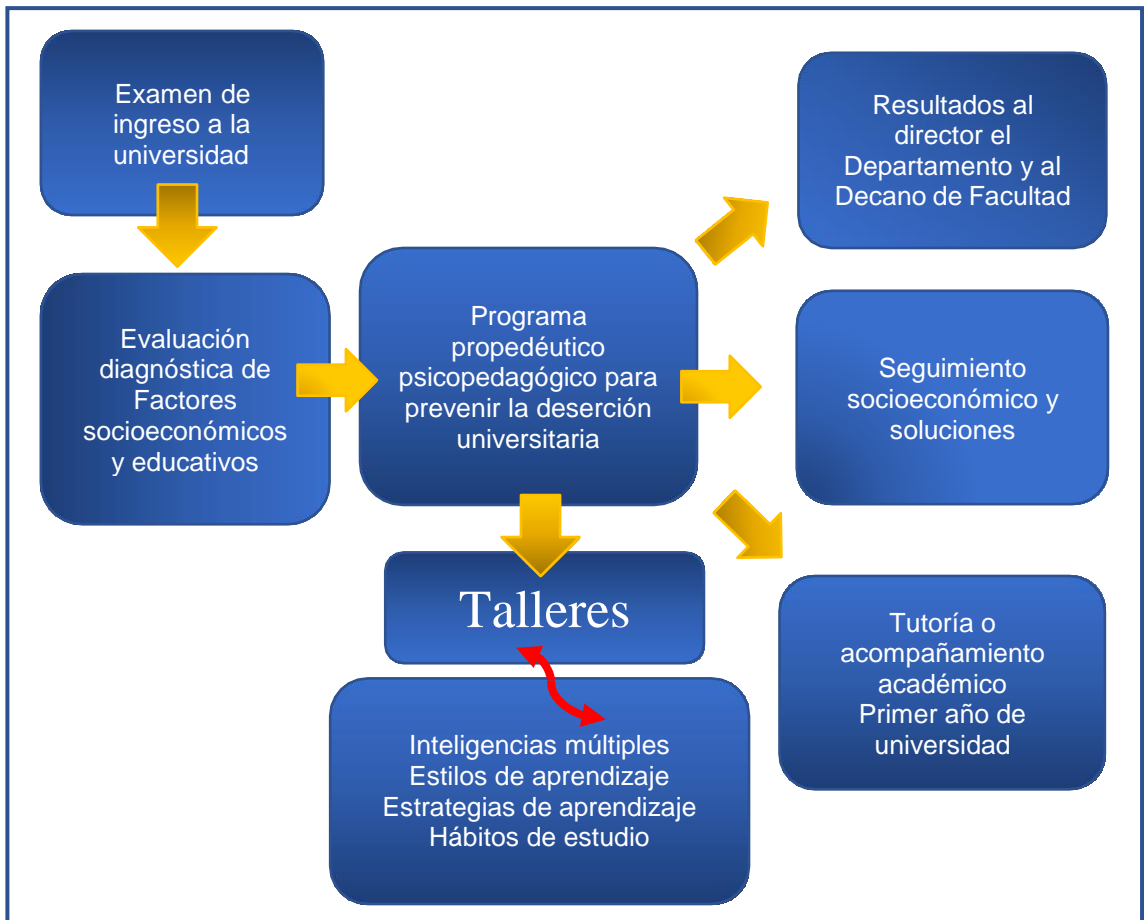 Examen de
ingreso a la
universidad
Resultados al
director el
Departamento y al
Decano de Facultad
Evaluación
diagnóstica de
Factores
socioeconómicos
y educativos
Programa
propedéutico
psicopedagógico para
prevenir la deserción
universitaria
Seguimiento
socioeconómico y
soluciones
Talleres
Tutoría o
acompañamiento
académico
Primer año de
universidad
Inteligencias múltiples
Estilos de aprendizaje
Estrategias de aprendizaje
Hábitos de estudio